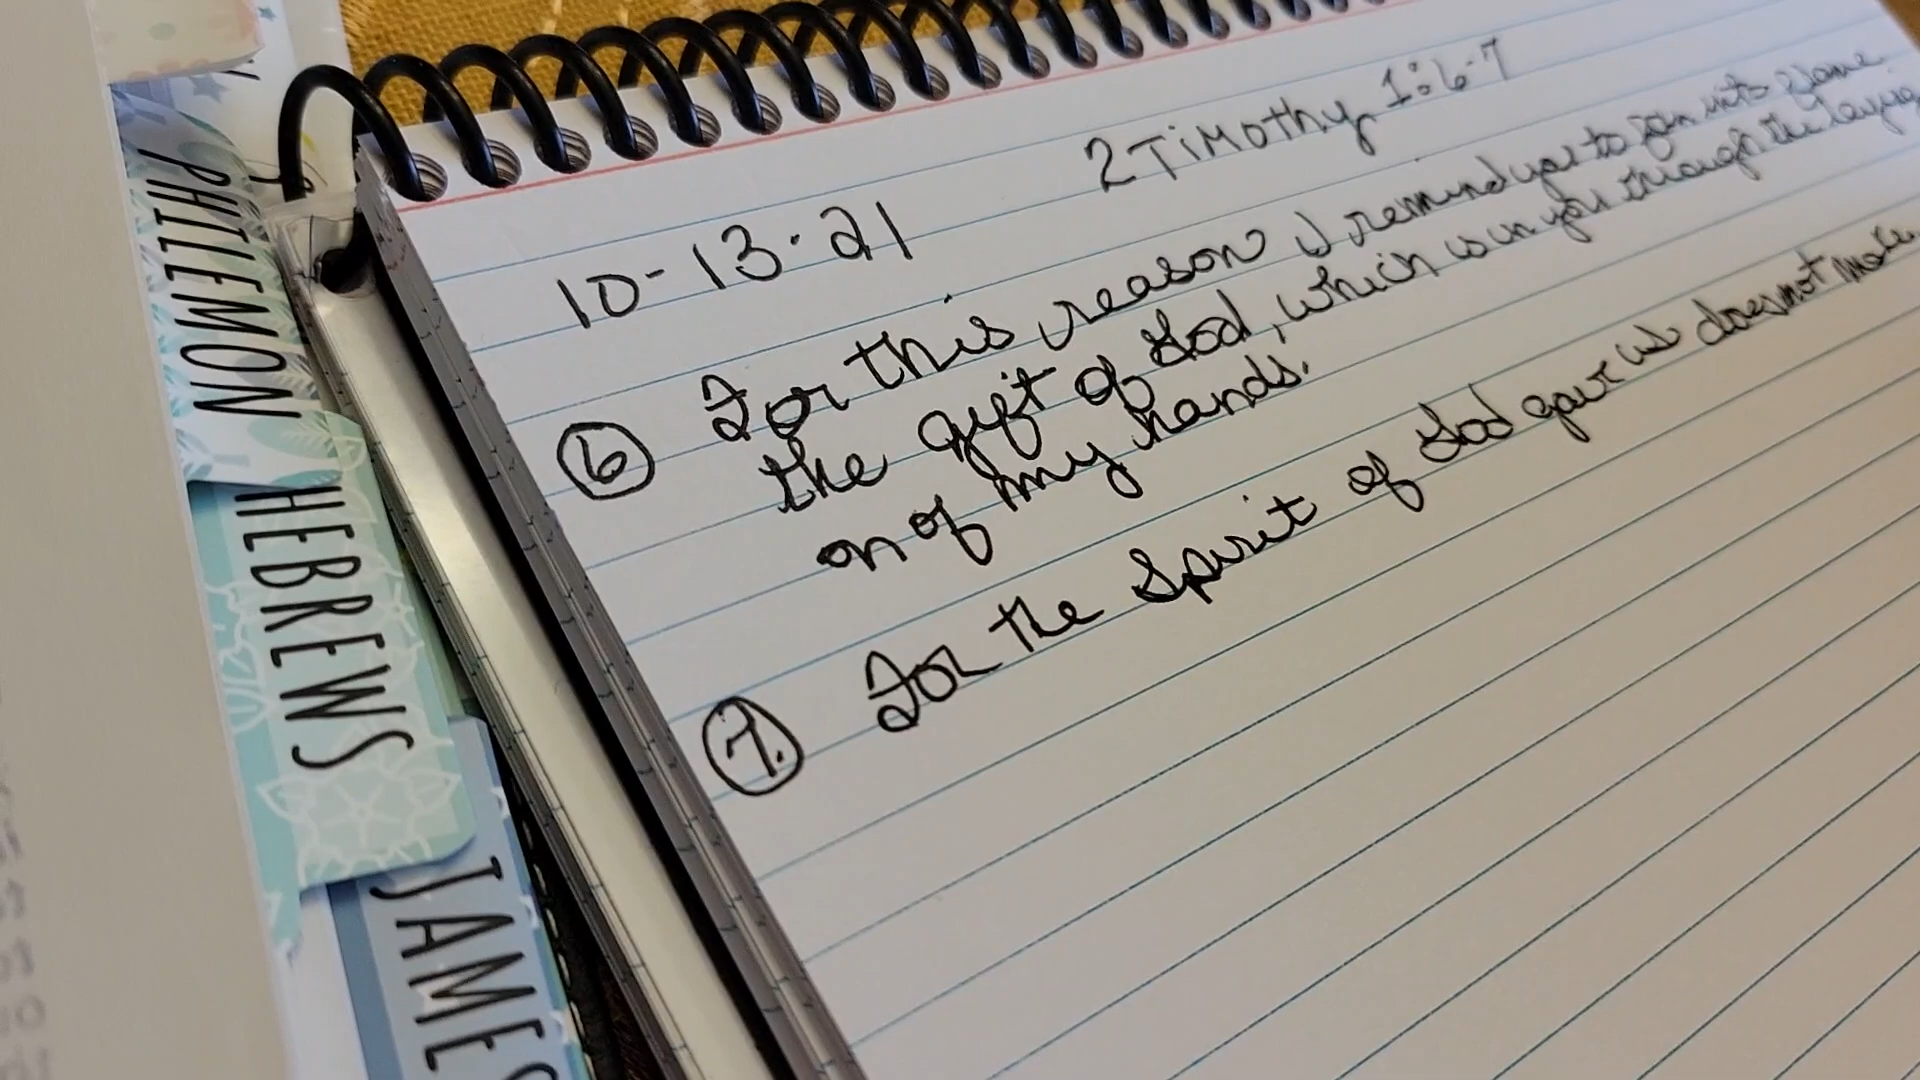 PHILEMON
HEBREWS
JAMES
10-13-21
2 TiMothy 1:6-7
6 For this reason I remind you to fan into flame
the gift of God, which is in you through the laying
on of my hands.
7. For the Spirit of God gave us does not make